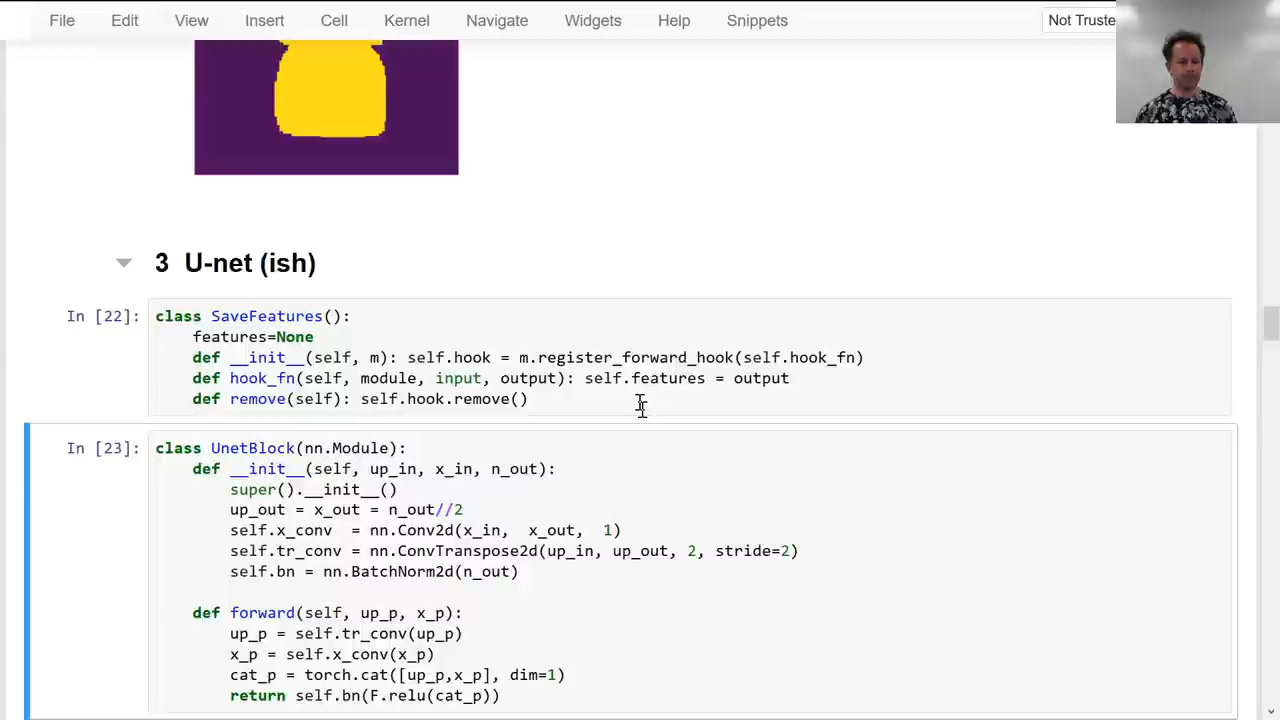 File Edit View Insert Cell Kernel Navigate Widgets Help Snippets Not Truste
3 U-net (ish)
In [22]: class SaveFeatures():
features=None
def __init__(self, m): self.hook = m.register_forward_hook(self.hook_fn)
def hook_fn(self, module, input, output): self.features = output
def remove(self): self.hook.remove()
In [23]: class UnetBlock(nn.Module):
def __init__(self, up_in, x_in, n_out):
super().__init__()
up_out = x_out = n_out//2
self.x_conv  = nn.Conv2d(x_in,  x_out,  1)
self.tr_conv = nn.ConvTranspose2d(up_in, up_out, 2, stride=2)
self.bn = nn.BatchNorm2d(n_out)
def forward(self, up_p, x_p):
up_p = self.tr_conv(up_p)
x_p = self.x_conv(x_p)
cat_p = torch.cat([up_p,x_p], dim=1)
return self.bn(F.relu(cat_p))